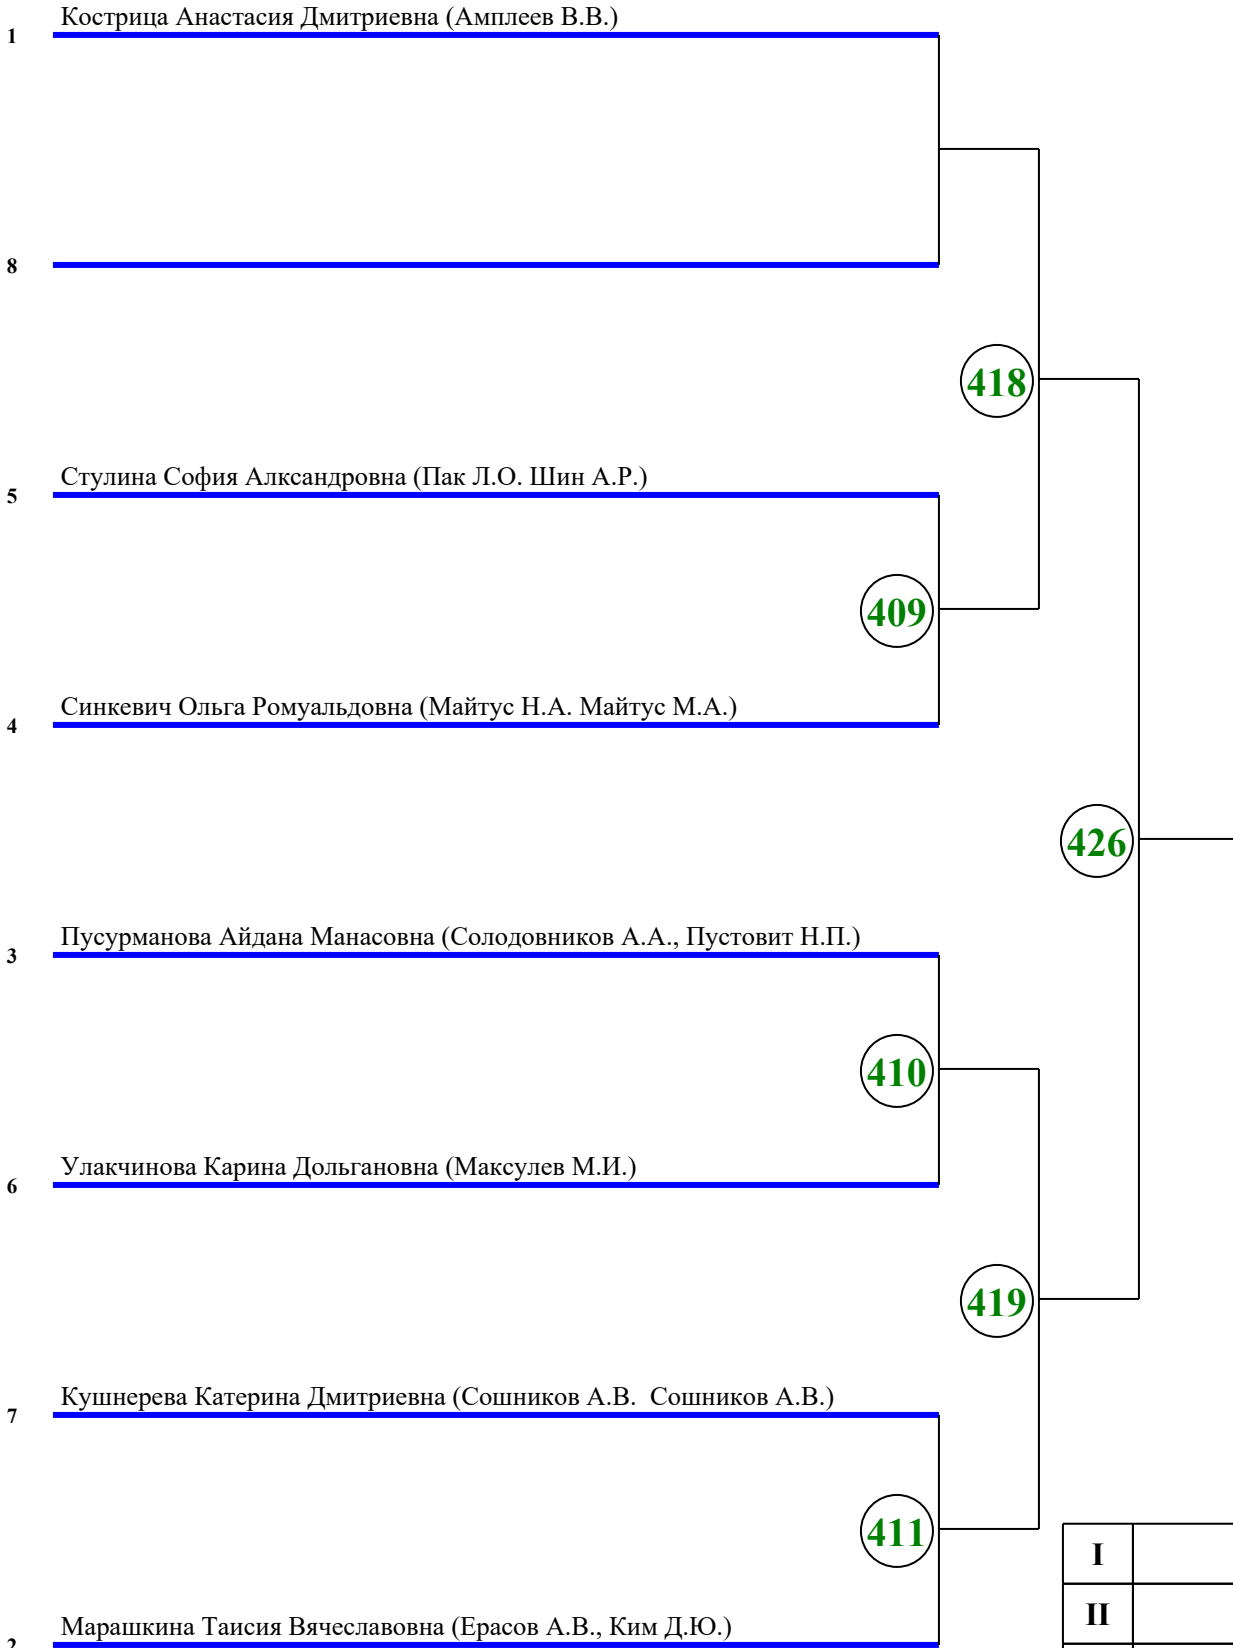 Кострица Анастасия Дмитриевна (Амплеев В.В.)
1
8
418
Стулина София Алксандровна (Пак Л.О. Шин А.Р.)
5
409
Синкевич Ольга Ромуальдовна (Майтус Н.А. Майтус М.А.)
4
426
Пусурманова Айдана Манасовна (Солодовников А.А., Пустовит Н.П.)
3
410
Улакчинова Карина Дольгановна (Максулев М.И.)
6
419
Кушнерева Катерина Дмитриевна (Сошников А.В.  Сошников А.В.)
7
411
I
II
Марашкина Таисия Вячеславовна (Ерасов А.В., Ким Д.Ю.)
2